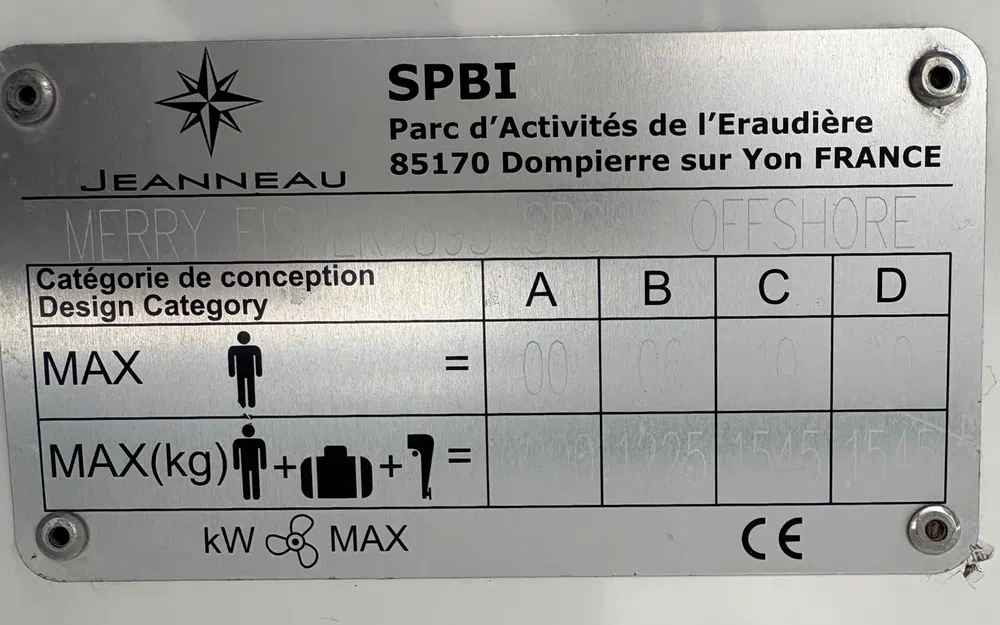 JEANNEAU
SPBI
Parc d’Activités de l’Eraudière
85170 Dompierre sur Yon FRANCE
MERRY FISHER OFFSHORE
Catégorie de conception
Design Category
A B C D
MAX = 00
MAX(kg) + + = 1225 1545 1545
kW MAX
CE